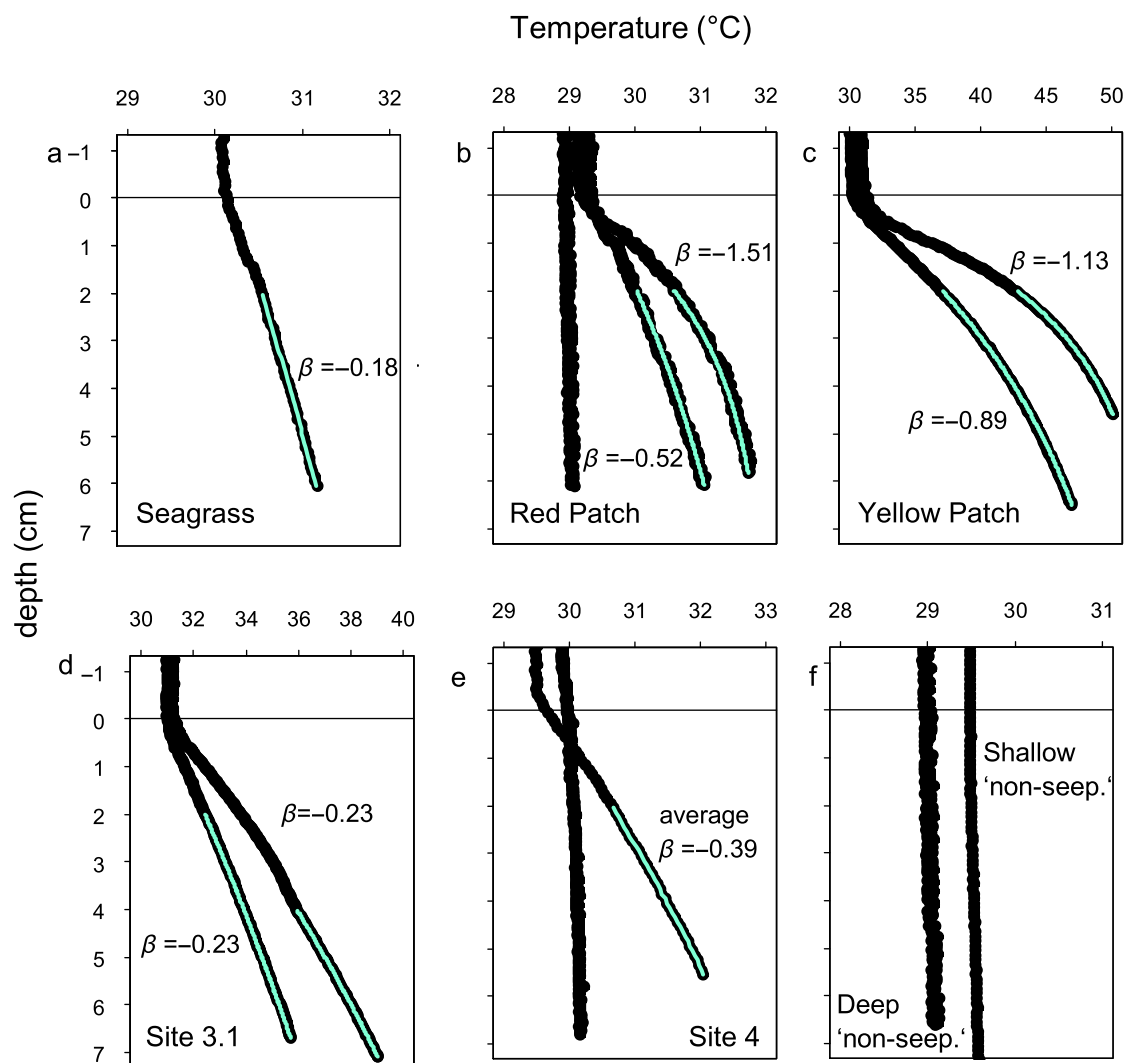 Temperature (°C)
29 30 31 32
28 29 30 31 32
30 35 40 45 50
a
b
c
−1
0
1
2
3
4
5
6
7
β =−0.18
Seagrass
β =−1.51
β =−0.52
Red Patch
β =−1.13
β =−0.89
Yellow Patch
depth (cm)
30 32 34 36 38 40
29 30 31 32 33
28 29 30 31
d
e
f
−1
0
1
2
3
4
5
6
7
β=−0.23
β =−0.23
Site 3.1
average
β =−0.39
Site 4
Shallow
‘non-seep.‘
Deep
‘non-seep.‘